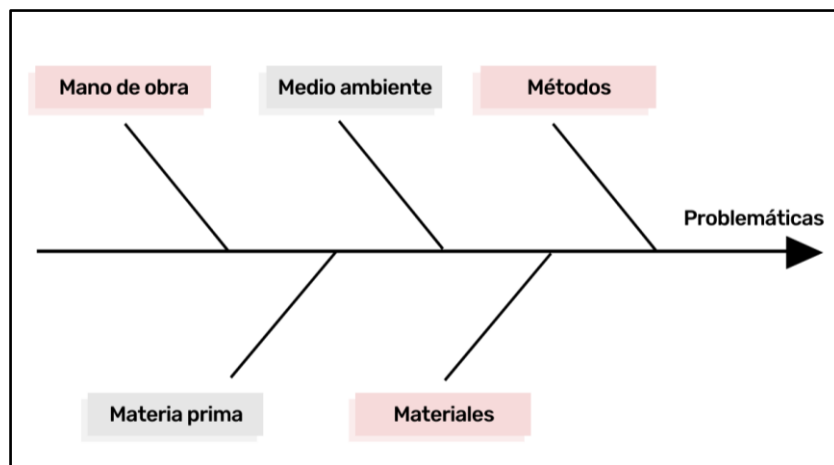 Mano de obra
Medio ambiente
Métodos
Problemáticas
Materia prima
Materiales